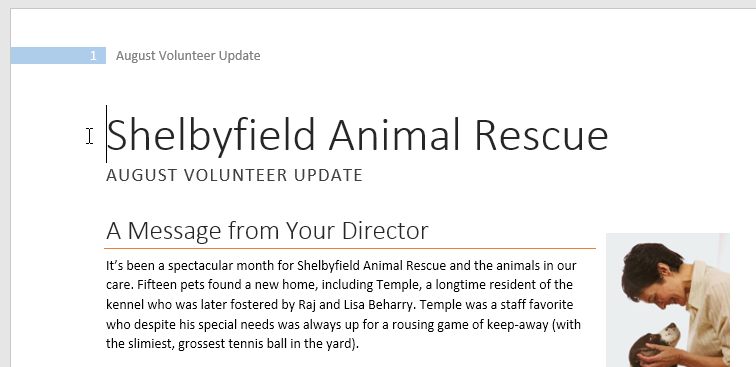 1 August Volunteer Update
Shelbyfield Animal Rescue
AUGUST VOLUNTEER UPDATE
A Message from Your Director
It’s been a spectacular month for Shelbyfield Animal Rescue and the animals in our
care. Fifteen pets found a new home, including Temple, a longtime resident of the
kennel who was later fostered by Raj and Lisa Beharry. Temple was a staff favorite
who despite his special needs was always up for a rousing game of keep-away (with
the slimiest, grossest tennis ball in the yard).